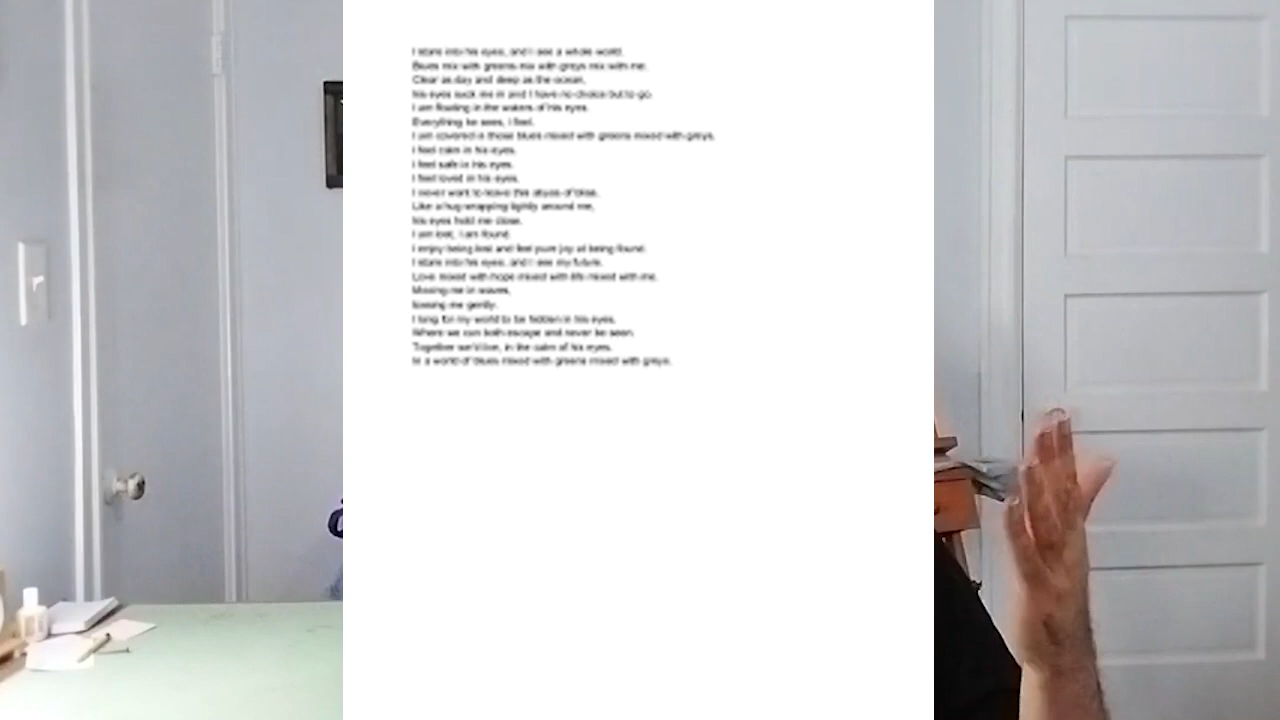 I stare into his eyes, and I see a whole world.
Blues mix with greens mix with greys mix with me.
Clear as day and deep as the ocean,
his eyes suck me in and I have no choice but to go.
I am floating in the waters of his eyes.
Everything he sees, I feel.
I am covered in those blues mixed with greens mixed with greys.
I feel calm in his eyes.
I feel safe in his eyes.
I feel loved in his eyes.
I never want to leave this abyss of bliss.
Like a hug wrapping tightly around me,
his eyes hold me close.
I am lost, I am found.
I enjoy being lost and feel pure joy at being found.
I stare into his eyes, and I see my future.
Love mixed with hope mixed with life mixed with me.
me in waves,
me gently.
I long for my world to be hidden in his eyes.
Where we can both escape and never be seen.
Together we'd live, in the calm of his eyes.
In a world of blues mixed with greens mixed with greys.